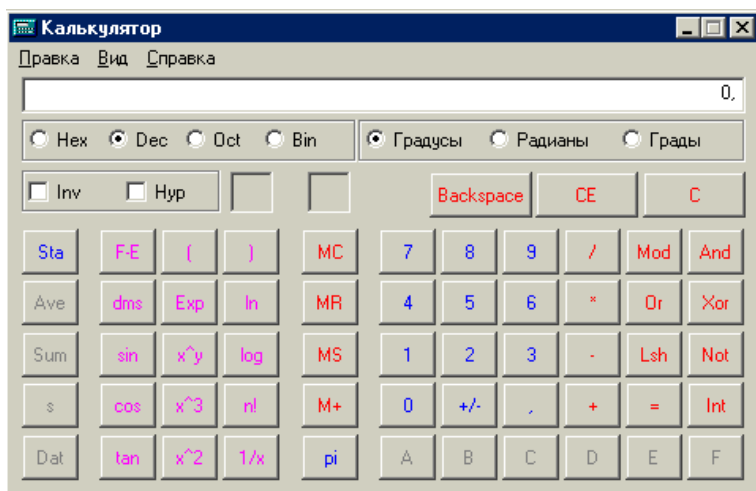 Калькулятор
Правка Вид Справка
0,
Hex Dec Oct Bin Градусы Радианы Грады
Inv Hyp Backspace CE C
Sta F-E ( ) MC 7 8 9 / Mod And
Ave dms Exp ln MR 4 5 6 * Or Xor
Sum sin x^y log MS 1 2 3 - Lsh Not
s cos x^3 n! M+ 0 +/- , + = Int
Dat tan x^2 1/x pi A B C D E F